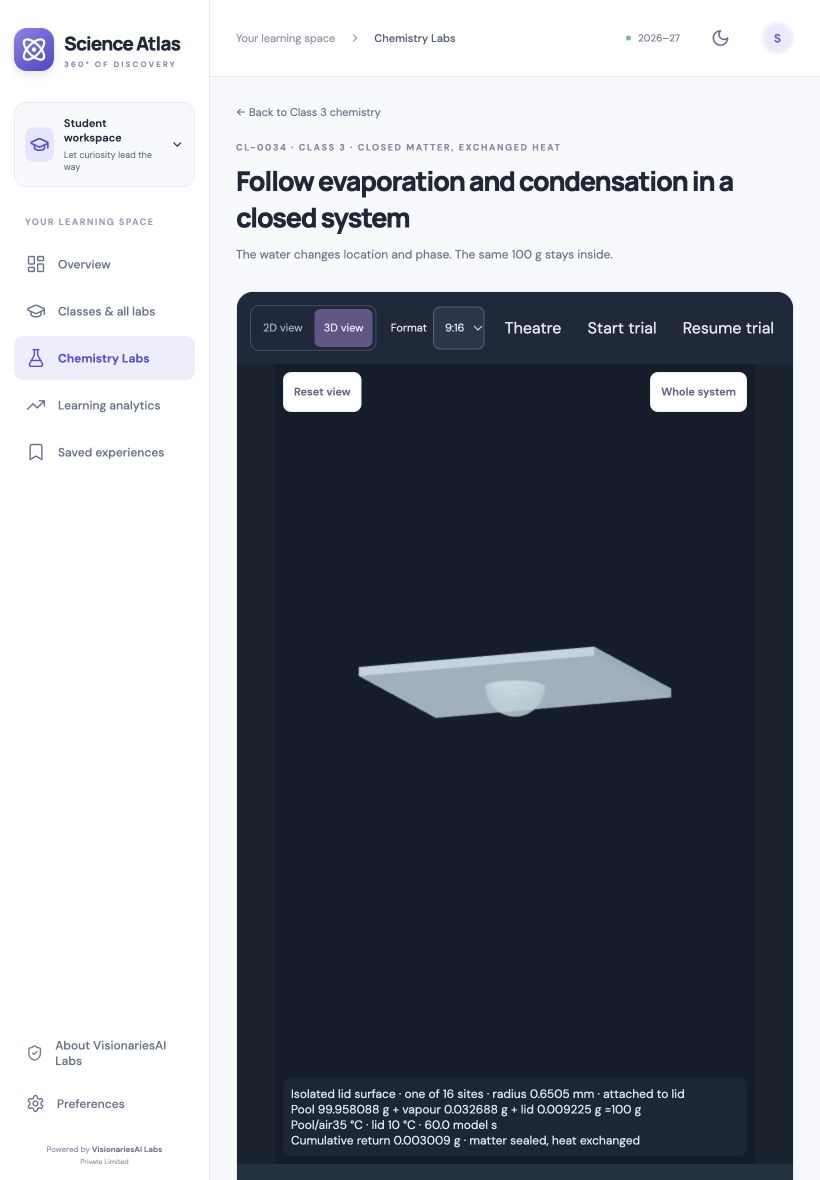 Science Atlas
360° OF DISCOVERY
Student workspace
Let curiosity lead the way
YOUR LEARNING SPACE
Overview
Classes & all labs
Chemistry Labs
Learning analytics
Saved experiences
About VisionariesAI Labs
Preferences
Powered by VisionariesAI Labs
Private Limited
Your learning space
Chemistry Labs
2026–27
S
← Back to Class 3 chemistry
CL-0034 · CLASS 3 · CLOSED MATTER, EXCHANGED HEAT
Follow evaporation and condensation in a
closed system
The water changes location and phase. The same 100 g stays inside.
2D view
3D view
Format
9:16
Theatre
Start trial
Resume trial
Reset view
Whole system
Isolated lid surface · one of 16 sites · radius 0.6505 mm · attached to lid
Pool 99.958088 g + vapour 0.032688 g + lid 0.009225 g =100 g
Pool/air35 °C · lid 10 °C · 60.0 model s
Cumulative return 0.003009 g · matter sealed, heat exchanged